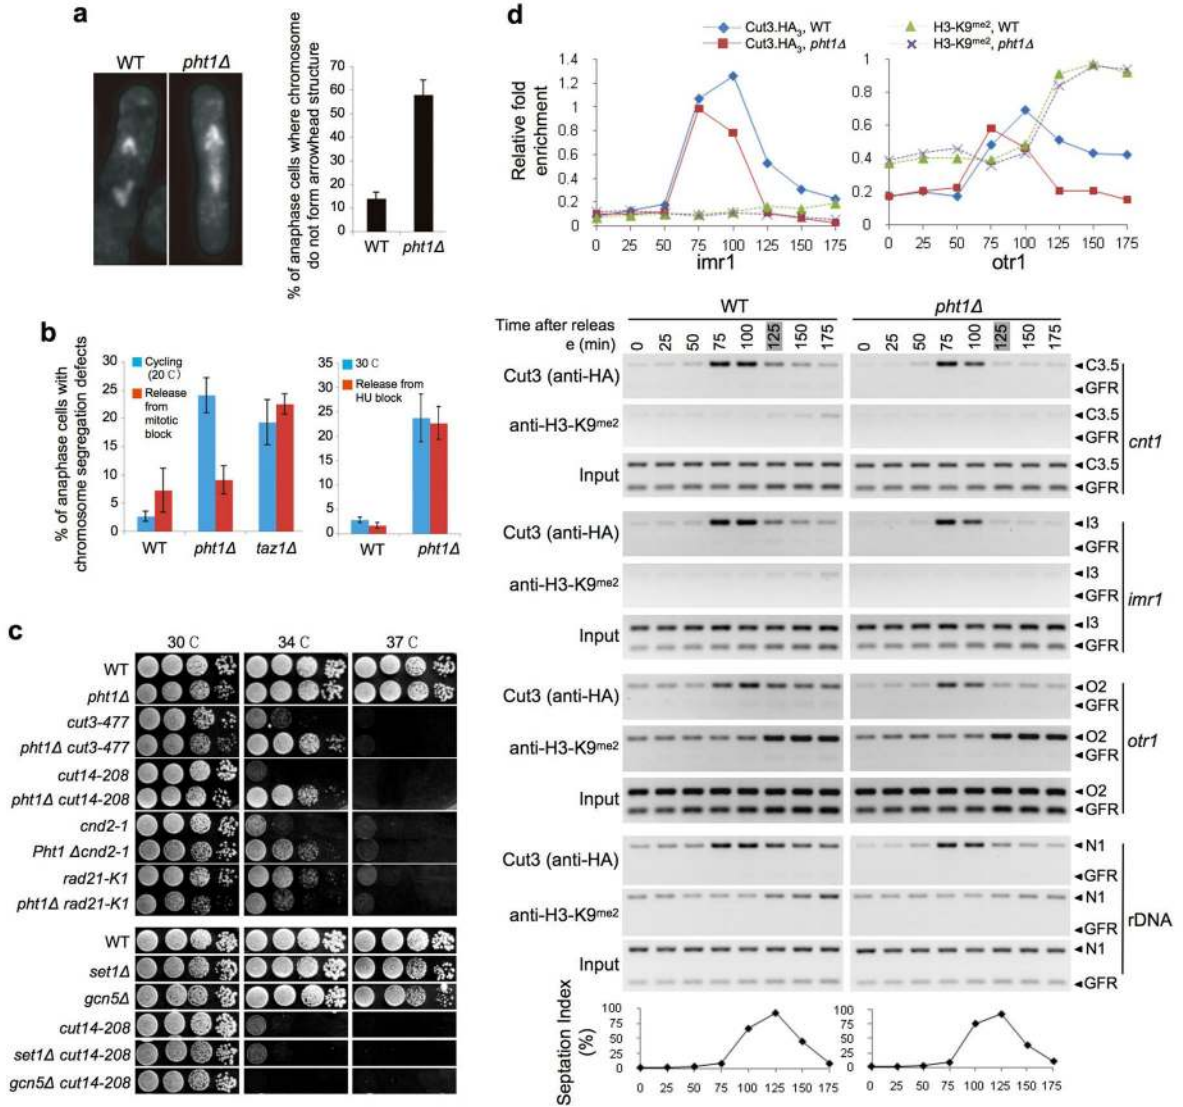 a
WT pht1Δ
% of anaphase cells where chromosome
do not form arrowhead structure
70
60
50
40
30
20
10
0
WT pht1Δ
b
% of anaphase cells with
chromosome segregation defects
30
25
20
15
10
5
0
Cycling
(20 C)
Release
from
mitotic
block
WT pht1Δ taz1Δ
35
30
25
20
15
10
5
0
30 C
Release from
HU block
WT pht1Δ
c
30 C 34 C 37 C
WT
pht1Δ
cut3-477
pht1Δ cut3-477
cut14-208
pht1Δ cut14-208
cnd2-1
Pht1 Δcnd2-1
rad21-K1
pht1Δ rad21-K1
WT
set1Δ
gcn5Δ
cut14-208
set1Δ cut14-208
gcn5Δ cut14-208
d
Cut3.HA₃, WT
Cut3.HA₃, pht1Δ
H3-K9ᵐᵉ², WT
H3-K9ᵐᵉ², pht1Δ
Relative fold
enrichment
1.4
1.2
1
0.8
0.6
0.4
0.2
0
0 25 50 75 100 125 150 175
imr1
1
0.8
0.6
0.4
0.2
0
0 25 50 75 100 125 150 175
otr1
WT pht1Δ
Time after releas
e (min)
0 25 50 75 100 125 150 175 0 25 50 75 100 125 150 175
Cut3 (anti-HA) C3.5
GFR
anti-H3-K9ᵐᵉ² C3.5
GFR
Input C3.5
GFR
cnt1
Cut3 (anti-HA) I3
GFR
anti-H3-K9ᵐᵉ² I3
GFR
Input I3
GFR
imr1
Cut3 (anti-HA) O2
GFR
anti-H3-K9ᵐᵉ² O2
GFR
Input O2
GFR
otr1
Cut3 (anti-HA) N1
GFR
anti-H3-K9ᵐᵉ² N1
GFR
Input N1
GFR
rDNA
Septation Index
(%)
100
75
50
25
0
0 25 50 75 100 125 150 175
100
75
50
25
0
0 25 50 75 100 125 150 175